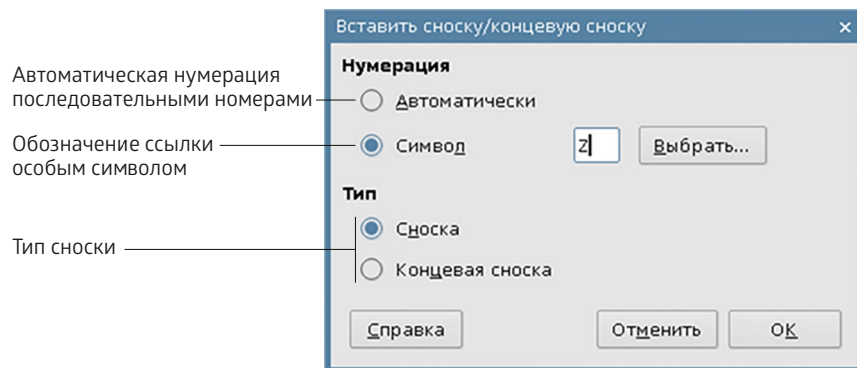 Вставить сноску/концевую сноску ×
Нумерация
Автоматическая нумерация
последовательными номерами
Автоматически
Обозначение ссылки
особым символом
Символ z Выбрать...
Тип
Сноска
Тип сноски
Концевая сноска
Справка Отменить OK